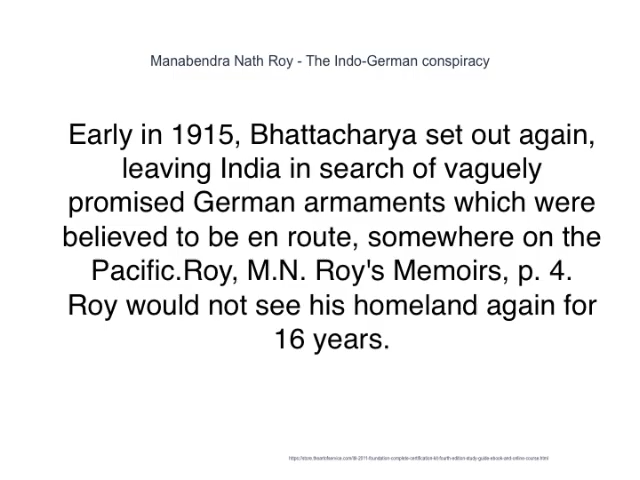 Manabendra Nath Roy - The Indo-German conspiracy
Early in 1915, Bhattacharya set out again,
leaving India in search of vaguely
promised German armaments which were
believed to be en route, somewhere on the
Pacific.Roy, M.N. Roy's Memoirs, p. 4.
Roy would not see his homeland again for
16 years.